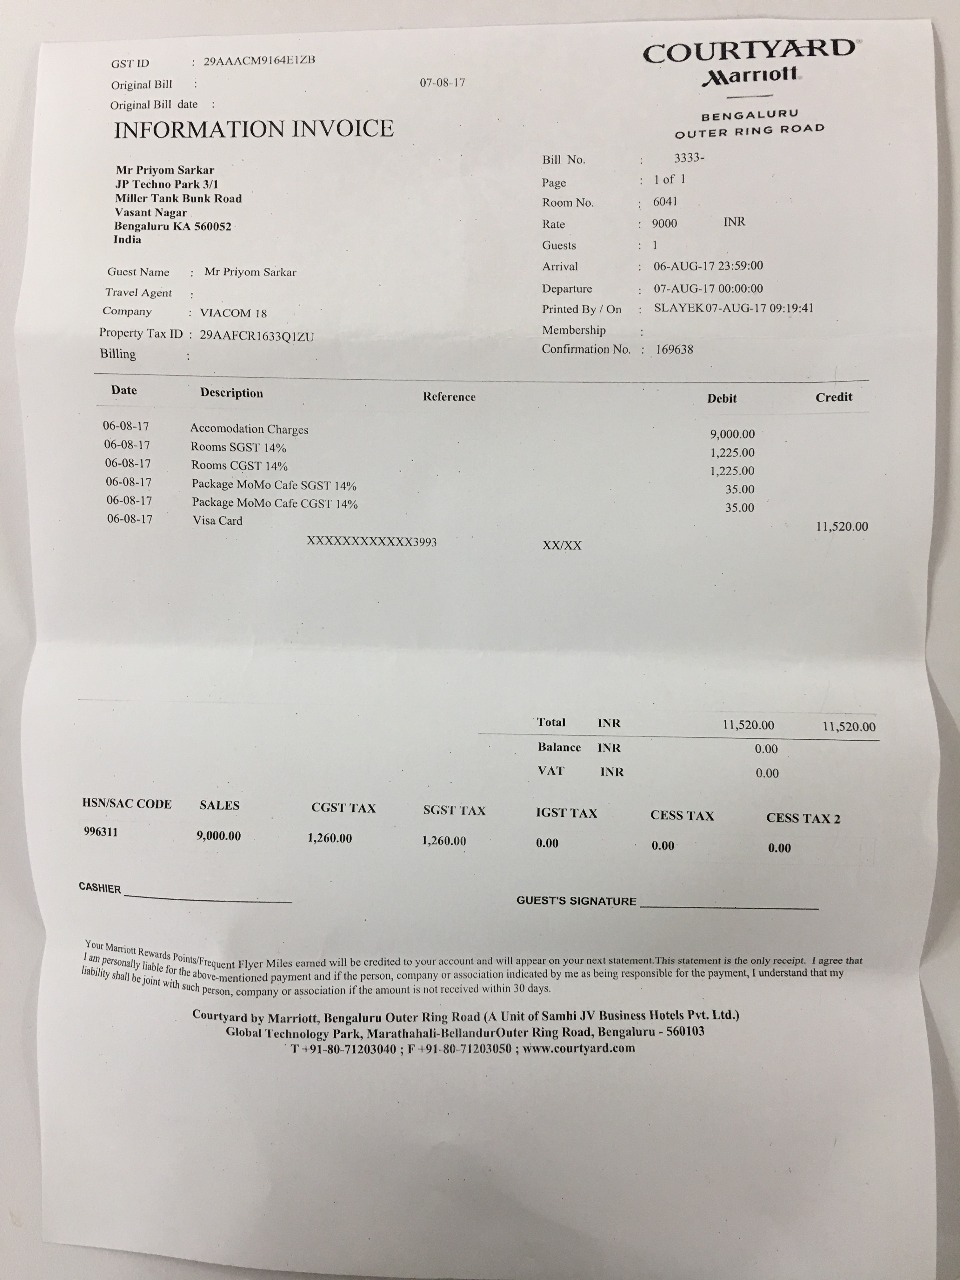 GST ID : 29AAACM9164E1ZB
Original Bill : 07-08-17
Original Bill date :
INFORMATION INVOICE
COURTYARD®
Marriott.
BENGALURU
OUTER RING ROAD
Mr Priyom Sarkar
JP Techno Park 3/1
Miller Tank Bunk Road
Vasant Nagar
Bengaluru KA 560052
India
Guest Name : Mr Priyom Sarkar
Travel Agent :
Company : VIACOM 18
Property Tax ID : 29AAFCR1633Q1ZU
Billing :
Bill No. : 3333-
Page : 1 of 1
Room No. : 6041
Rate : 9000 INR
Guests : 1
Arrival : 06-AUG-17 23:59:00
Departure : 07-AUG-17 00:00:00
Printed By / On : SLAYEK07-AUG-17 09:19:41
Membership :
Confirmation No. : 169638
Date Description Reference Debit Credit
06-08-17 Accomodation Charges 9,000.00
06-08-17 Rooms SGST 14% 1,225.00
06-08-17 Rooms CGST 14% 1,225.00
06-08-17 Package MoMo Cafe SGST 14% 35.00
06-08-17 Package MoMo Cafe CGST 14% 35.00
06-08-17 Visa Card 11,520.00
XXXXXXXXXXXX3993 XX/XX
Total INR 11,520.00 11,520.00
Balance INR 0.00
VAT INR 0.00
HSN/SAC CODE SALES CGST TAX SGST TAX IGST TAX CESS TAX CESS TAX 2
996311 9,000.00 1,260.00 1,260.00 0.00 0.00 0.00
CASHIER
GUEST'S SIGNATURE
Your Marriott Rewards Points/Frequent Flyer Miles earned will be credited to your account and will appear on your next statement.This statement is the only receipt. I agree that
I am personally liable for the above-mentioned payment and if the person, company or association indicated by me as being responsible for the payment, I understand that my
liability shall be joint with such person, company or association if the amount is not received within 30 days.
Courtyard by Marriott, Bengaluru Outer Ring Road (A Unit of Samhi JV Business Hotels Pvt. Ltd.)
Global Technology Park, Marathahali-BellandurOuter Ring Road, Bengaluru - 560103
T +91-80-71203040 ; F +91-80-71203050 ; www.courtyard.com